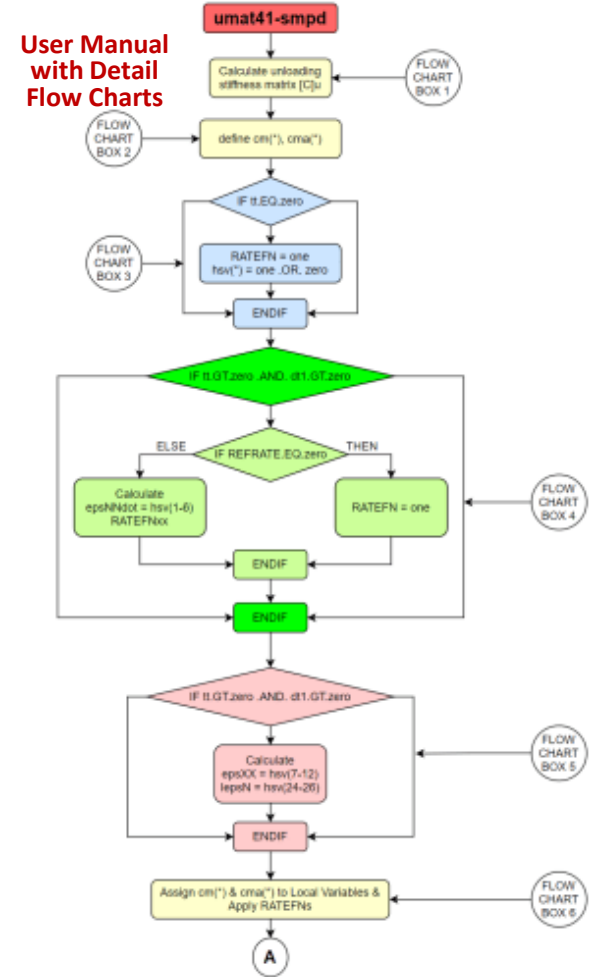 umat41-smpd
User Manual
with Detail
Flow Charts
Calculate unloading
stiffness matrix [C]u
FLOW
CHART
BOX 1
FLOW
CHART
BOX 2
define cm(*), cma(*)
IF tt.EQ.zero
FLOW
CHART
BOX 3
RATEFN = one
hsv(*) = one .OR. zero
ENDIF
IF tt.GT.zero .AND. dt1.GT.zero
ELSE
IF REFRATE.EQ.zero
THEN
Calculate
epsNNdot = hsv(1-6)
RATEFNxx
RATEFN = one
FLOW
CHART
BOX 4
ENDIF
ENDIF
IF tt.GT.zero .AND. dt1.GT.zero
Calculate
epsXX = hsv(7-12)
lepsN = hsv(24-26)
FLOW
CHART
BOX 5
ENDIF
Assign cm(*) & cma(*) to Local Variables &
Apply RATEFNs
FLOW
CHART
BOX 6
A